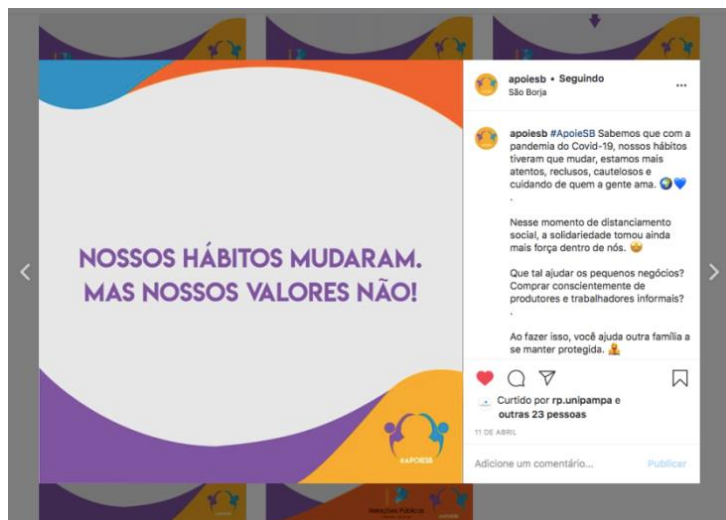 NOSSOS HÁBITOS MUDARAM.
MAS NOSSOS VALORES NÃO!
#APOIESB
apoiesb • Seguindo
São Borja
apoiesb #ApoieSB Sabemos que com a
pandemia do Covid-19, nossos hábitos
tiveram que mudar, estamos mais
atentos, reclusos, cautelosos e
cuidando de quem a gente ama. 🌍💙
.
Nesse momento de distanciamento
social, a solidariedade tomou ainda
mais força dentro de nós. 🤩
Que tal ajudar os pequenos negócios?
Comprar conscientemente de
produtores e trabalhadores informais?
.
Ao fazer isso, você ajuda outra família a
se manter protegida.
Curtido por rp.unipampa e
outras 23 pessoas
11 DE ABRIL
Adicione um comentário...
Publicar
Relações Públicas